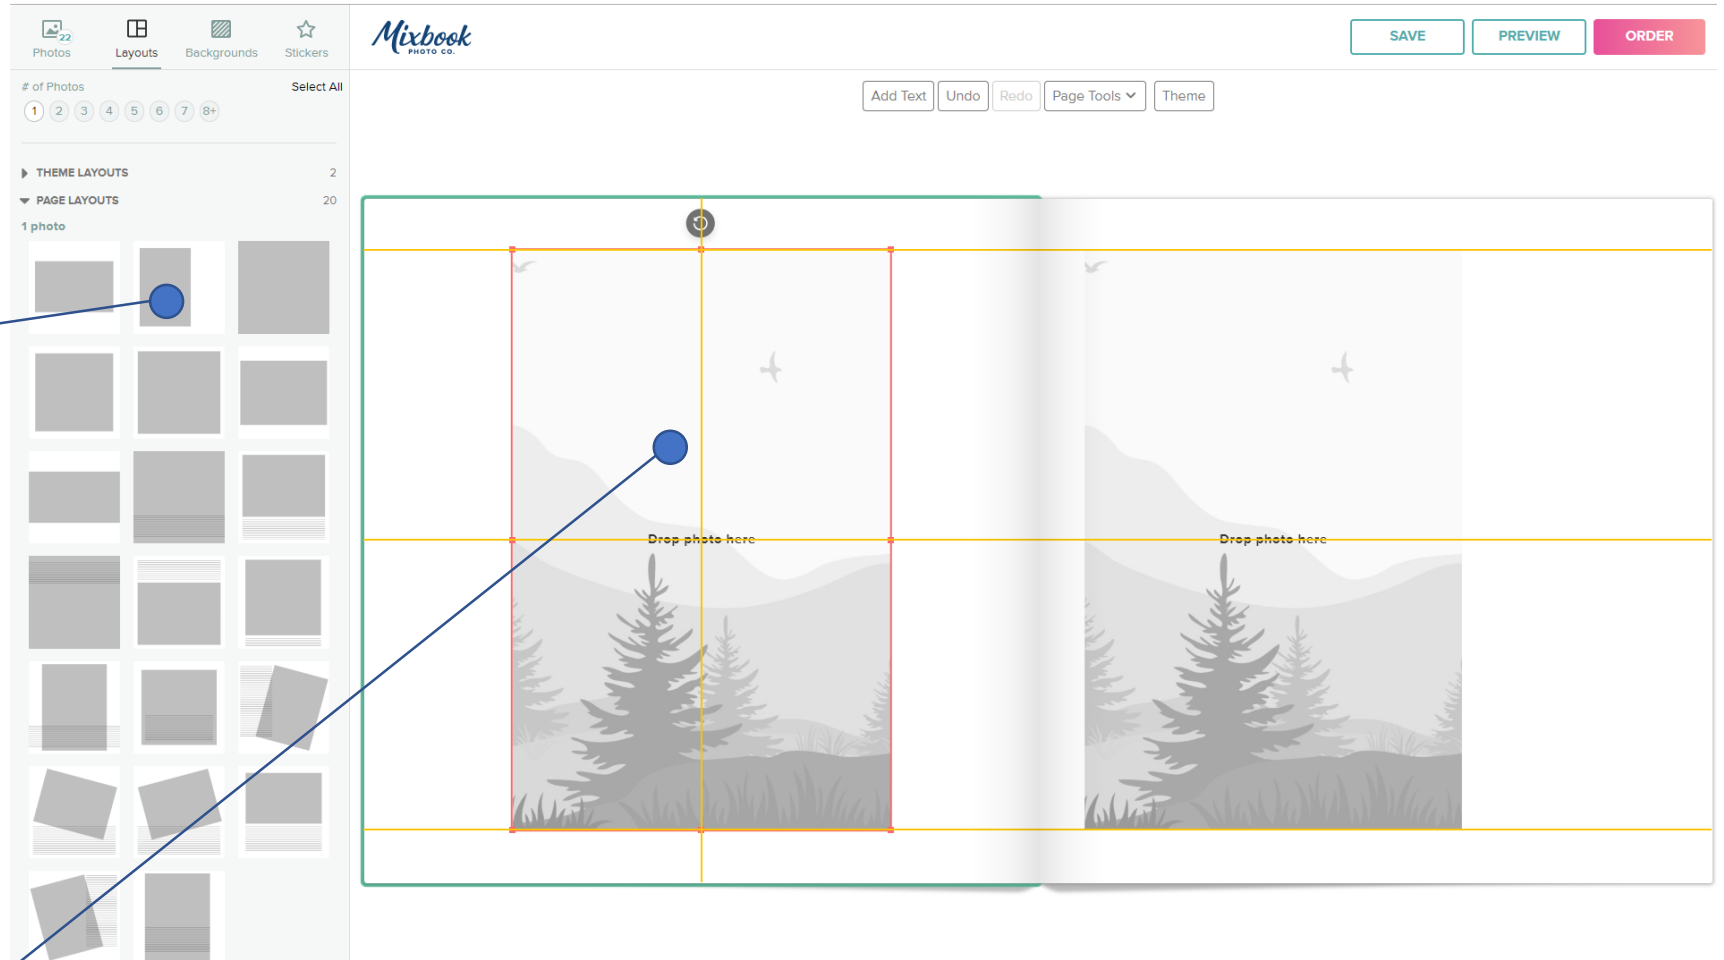 22
Photos
Layouts
Backgrounds
Stickers
Mixbook
PHOTO CO.
SAVE
PREVIEW
ORDER
# of Photos
Select All
1 2 3 4 5 6 7 8+
Add Text
Undo
Redo
Page Tools
Theme
THEME LAYOUTS 2
PAGE LAYOUTS 20
1 photo
Drop photo here
Drop photo here